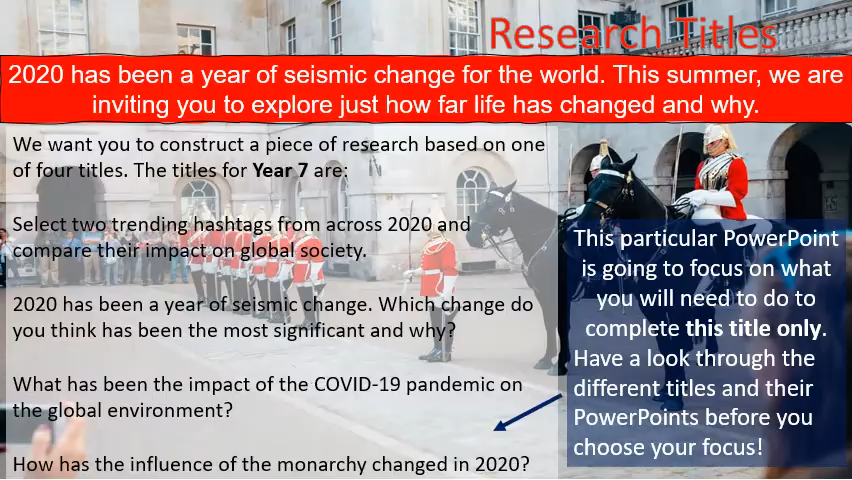 Research Titles
2020 has been a year of seismic change for the world. This summer, we are
inviting you to explore just how far life has changed and why.
We want you to construct a piece of research based on one
of four titles. The titles for Year 7 are:
Select two trending hashtags from across 2020 and
compare their impact on global society.
2020 has been a year of seismic change. Which change do
you think has been the most significant and why?
What has been the impact of the COVID-19 pandemic on
the global environment?
How has the influence of the monarchy changed in 2020?
This particular PowerPoint
is going to focus on what
you will need to do to
complete this title only.
Have a look through the
different titles and their
PowerPoints before you
choose your focus!